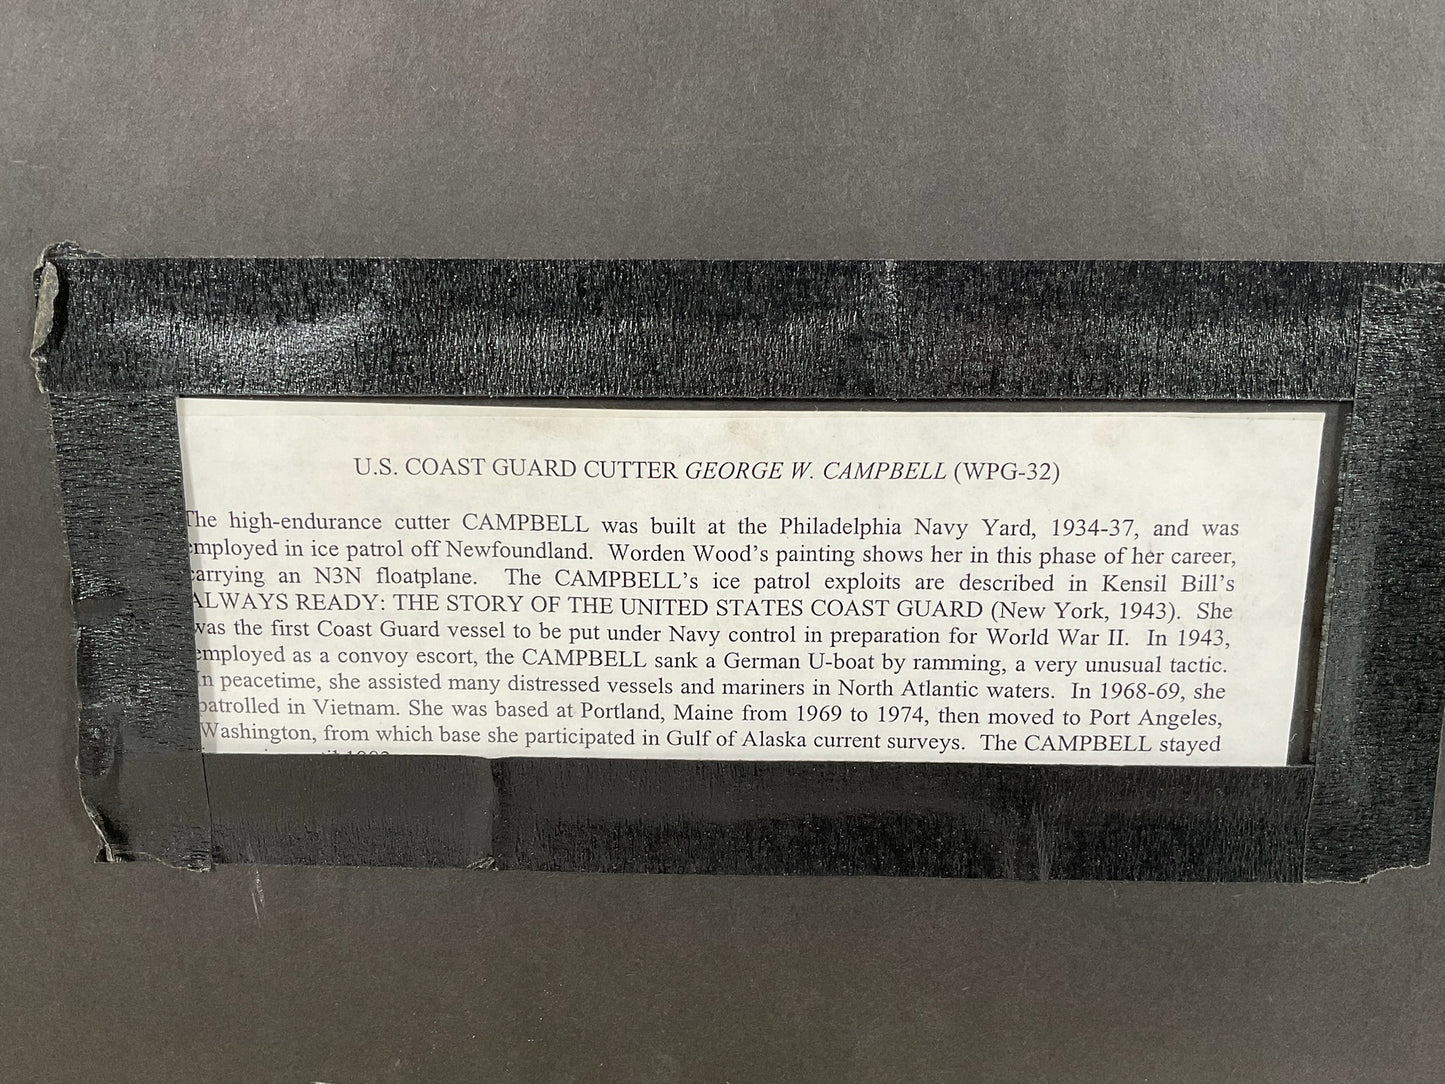 U.S. COAST GUARD CUTTER GEORGE W. CAMPBELL (WPG-32)
The high-endurance cutter CAMPBELL was built at the Philadelphia Navy Yard, 1934-37, and was
employed in ice patrol off Newfoundland. Worden Wood's painting shows her in this phase of her career,
carrying an N3N floatplane. The CAMPBELL's ice patrol exploits are described in Kensil Bill's
ALWAYS READY: THE STORY OF THE UNITED STATES COAST GUARD (New York, 1943). She
was the first Coast Guard vessel to be put under Navy control in preparation for World War II. In 1943,
employed as a convoy escort, the CAMPBELL sank a German U-boat by ramming, a very unusual tactic.
In peacetime, she assisted many distressed vessels and mariners in North Atlantic waters. In 1968-69, she
patrolled in Vietnam. She was based at Portland, Maine from 1969 to 1974, then moved to Port Angeles,
Washington, from which base she participated in Gulf of Alaska current surveys. The CAMPBELL stayed